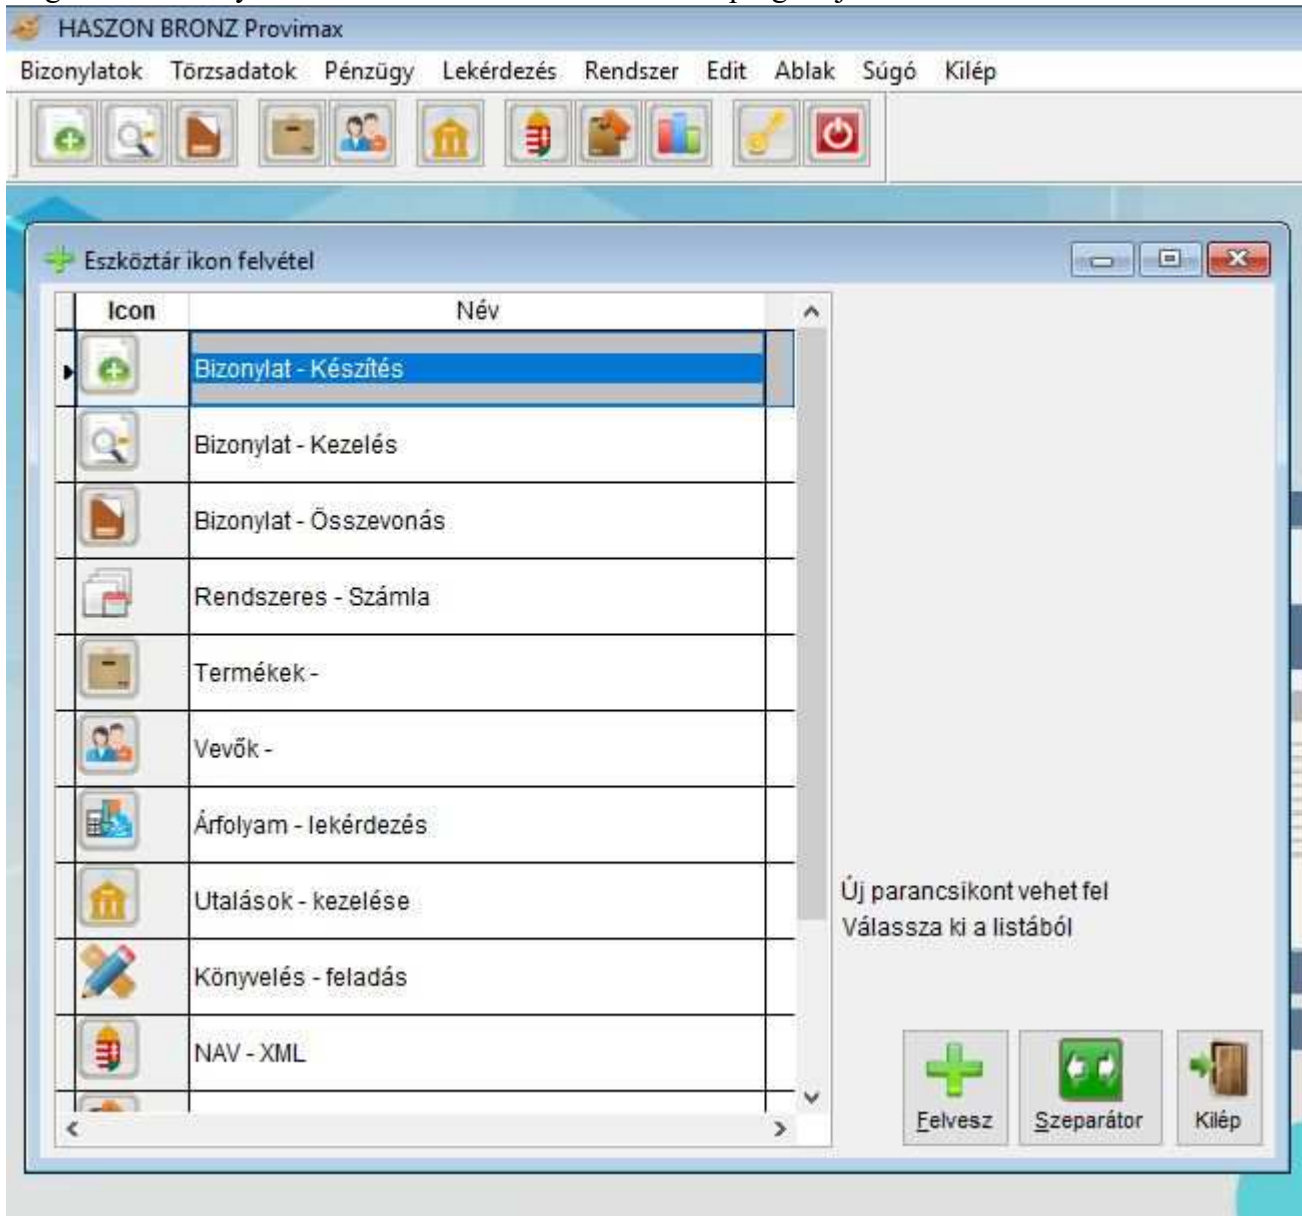 HASZON BRONZ Provimax
Bizonylatok Törzsadatok Pénzügy Lekérdezés Rendszer Edit Ablak Súgó Kilép
Eszköztár ikon felvétel
Icon Név
Bizonylat - Készítés
Bizonylat - Kezelés
Bizonylat - Összevonás
Rendszeres - Számla
Termékek -
Vevők -
Árfolyam - lekérdezés
Utalások - kezelése
Könyvelés - feladás
NAV - XML
Új parancsikont vehet fel
Válassza ki a listából
Felvesz Szeparátor Kilép